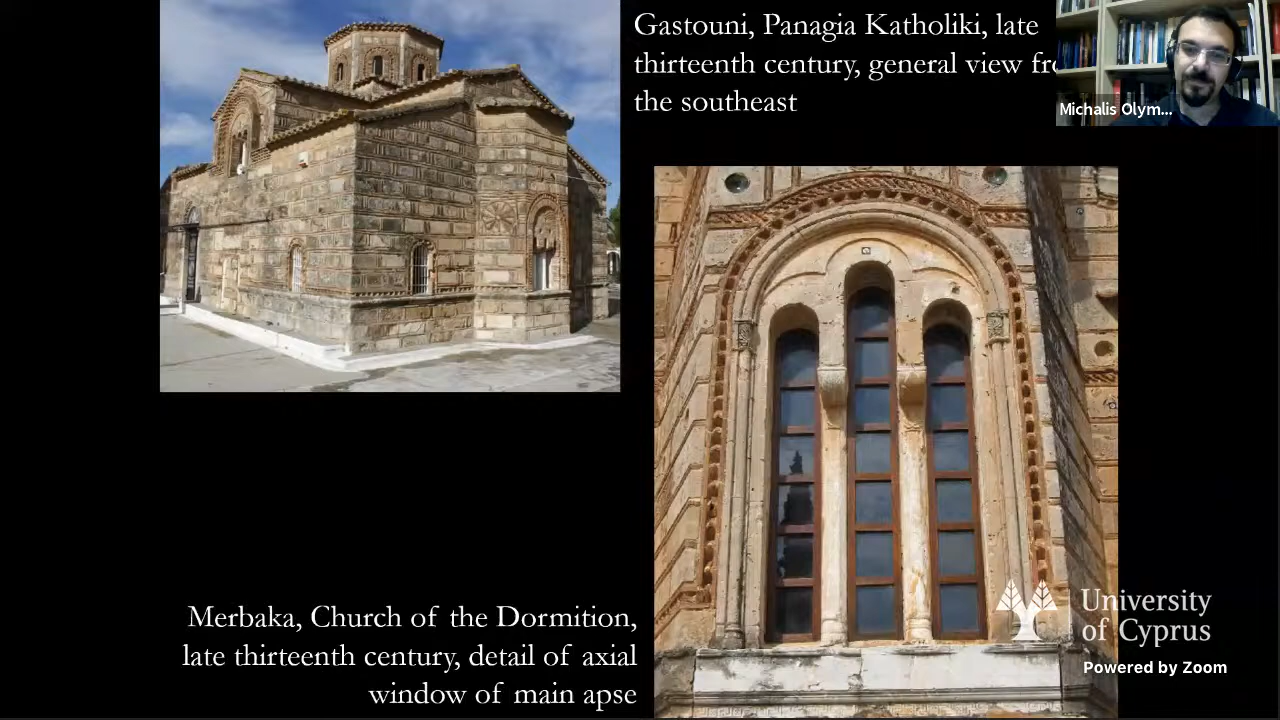 Gastouni, Panagia Katholiki, late
thirteenth century, general view
the southeast
Michalis Olym...
Merbaka, Church of the Dormition,
late thirteenth century, detail of axial
window of main apse
University
of Cyprus
Powered by Zoom